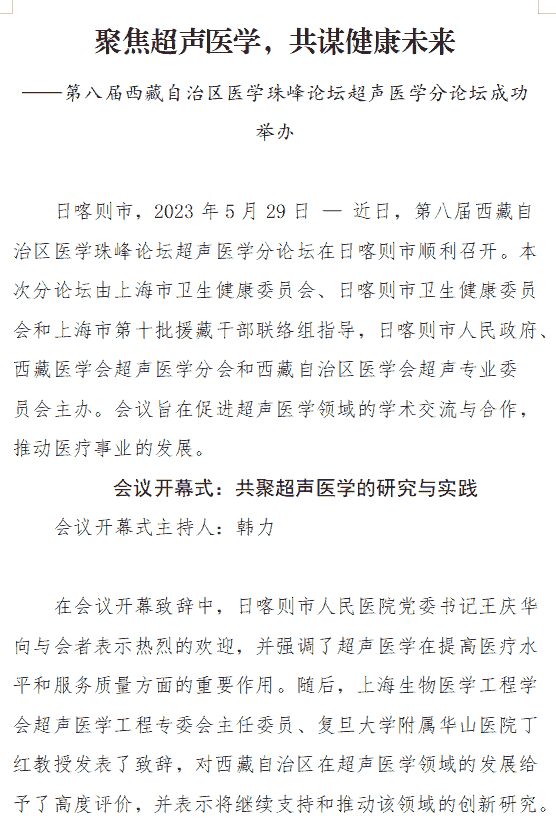 聚焦超声医学，共谋健康未来
——第八届西藏自治区医学珠峰论坛超声医学分论坛成功
举办
日喀则市，2023 年 5 月 29 日 — 近日，第八届西藏自
治区医学珠峰论坛超声医学分论坛在日喀则市顺利召开。本
次分论坛由上海市卫生健康委员会、日喀则市卫生健康委员
会和上海市第十批援藏干部联络组指导，日喀则市人民政府、
西藏医学会超声医学分会和西藏自治区医学会超声专业委
员会主办。会议旨在促进超声医学领域的学术交流与合作，
推动医疗事业的发展。
会议开幕式：共聚超声医学的研究与实践
会议开幕式主持人：韩力
在会议开幕致辞中，日喀则市人民医院党委书记王庆华
向与会者表示热烈的欢迎，并强调了超声医学在提高医疗水
平和服务质量方面的重要作用。随后，上海生物医学工程学
会超声医学工程专委会主任委员、复旦大学附属华山医院丁
红教授发表了致辞，对西藏自治区在超声医学领域的发展给
予了高度评价，并表示将继续支持和推动该领域的创新研究。